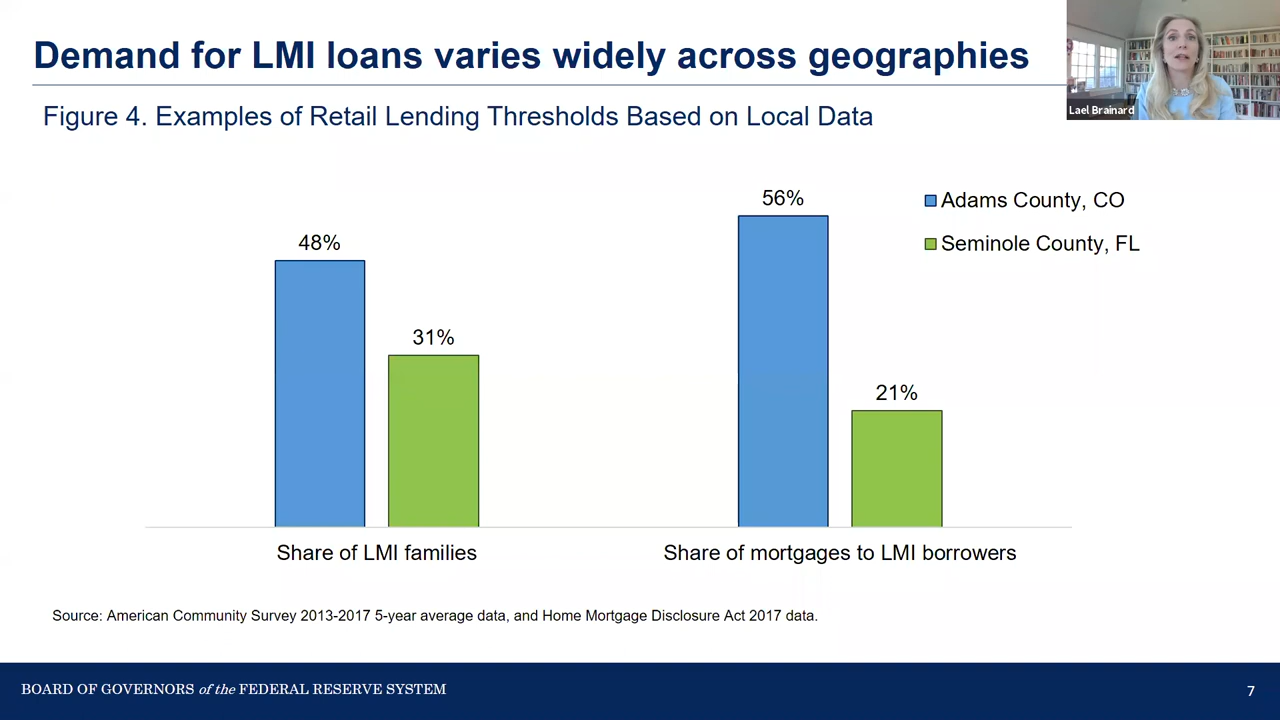 Demand for LMI loans varies widely across geographies
Lael Brainard
Figure 4. Examples of Retail Lending Thresholds Based on Local Data
56%
Adams County, CO
48%
Seminole County, FL
31%
21%
Share of LMI families
Share of mortgages to LMI borrowers
Source: American Community Survey 2013-2017 5-year average data, and Home Mortgage Disclosure Act 2017 data.
BOARD OF GOVERNORS of the FEDERAL RESERVE SYSTEM
7